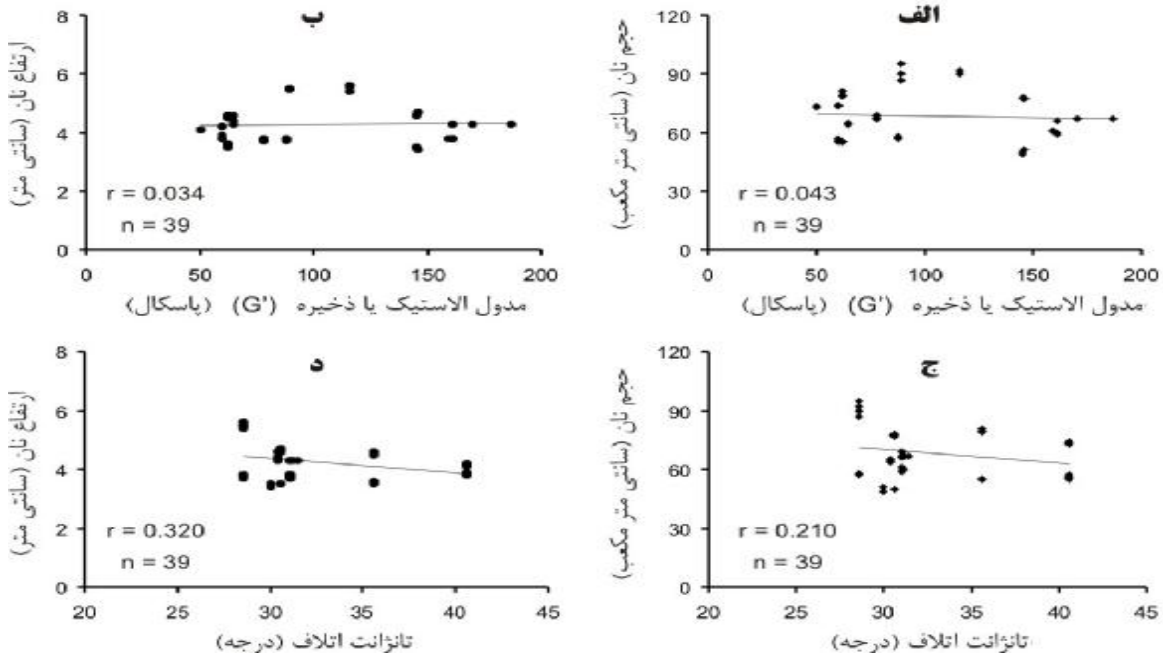 الف
حجم نان (سانتی متر مکعب)
120
90
60
30
0
r = 0.043
n = 39
0 50 100 150 200
مدول الاستیک یا ذخیره (G') (پاسکال)
ب
ارتفاع نان (سانتی متر)
8
6
4
2
0
r = 0.034
n = 39
0 50 100 150 200
مدول الاستیک یا ذخیره (G') (پاسکال)
ج
حجم نان (سانتی متر مکعب)
120
90
60
30
0
r = 0.210
n = 39
20 25 30 35 40 45
تانژانت اتلاف (درجه)
د
ارتفاع نان (سانتی متر)
8
6
4
2
0
r = 0.320
n = 39
20 25 30 35 40 45
تانژانت اتلاف (درجه)